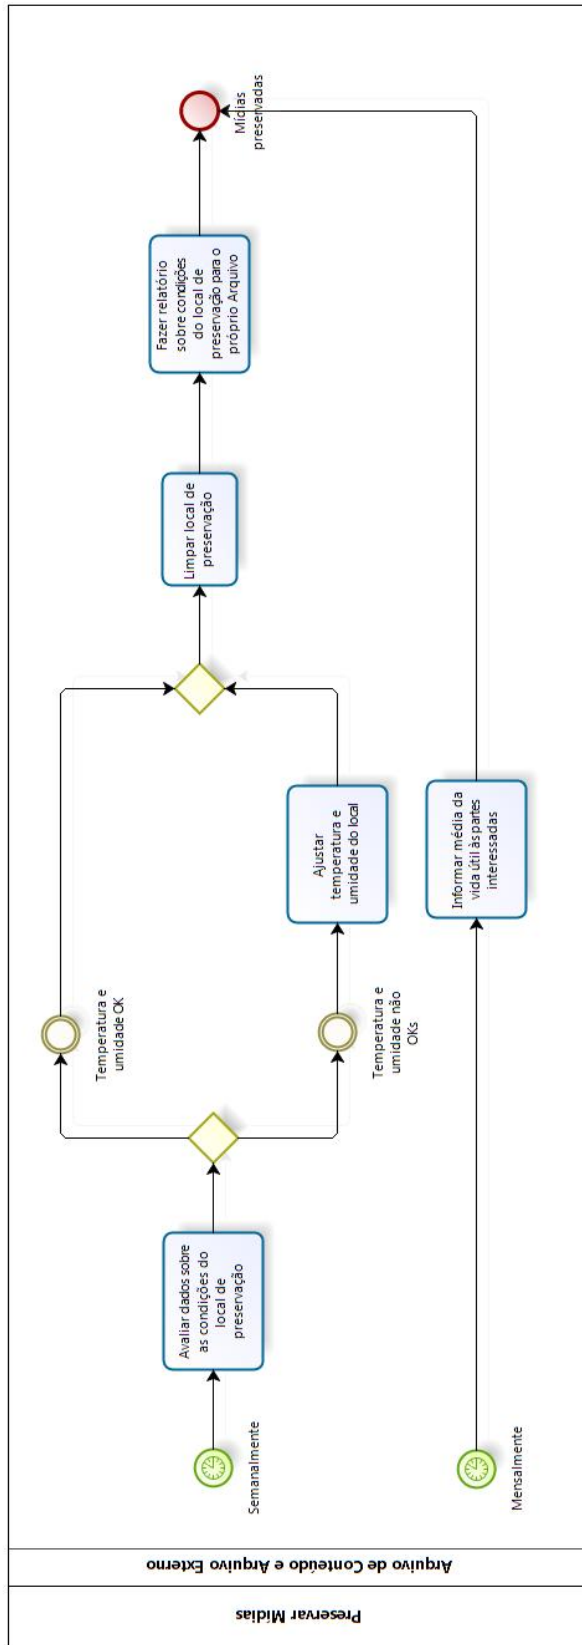 Preservar Mídias
Arquivo de Conteúdo e Arquivo Externo
Semanalmente
Avaliar dados sobre
as condições do
local de
preservação
Temperatura e
umidade OK
Temperatura e
umidade não
OKs
Ajustar
temperatura e
umidade do local
Limpar local de
preservação
Fazer relatório
sobre condições
do local de
preservação para o
próprio Arquivo
Mídias
preservadas
Mensalmente
Informar média da
vida útil às partes
interessadas